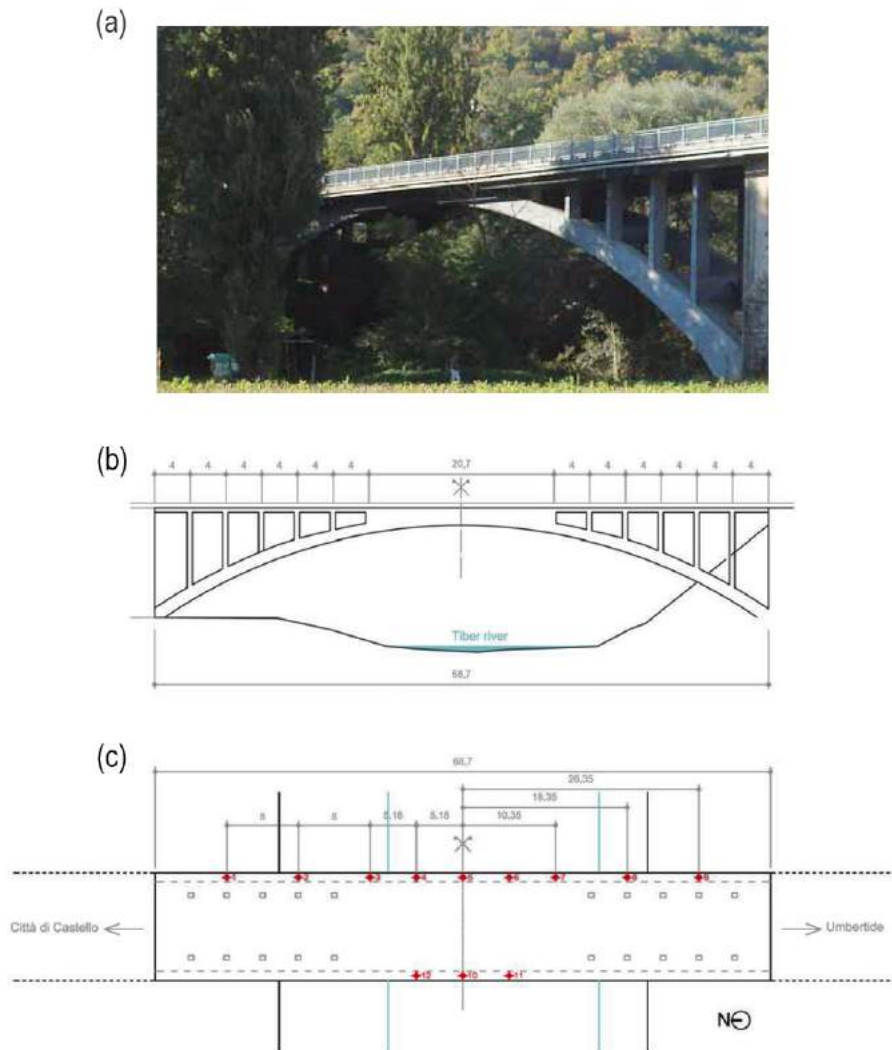 (a)
(b)
4 4 4 4 4 4 20,7 4 4 4 4 4 4
Tiber river
68,7
(c)
68,7
26,35
18,35
8 8 5,18 5,18 10,35
1 2 3 4 5 6 7 8 9
Città di Castello
Umbertide
12 10 11
N